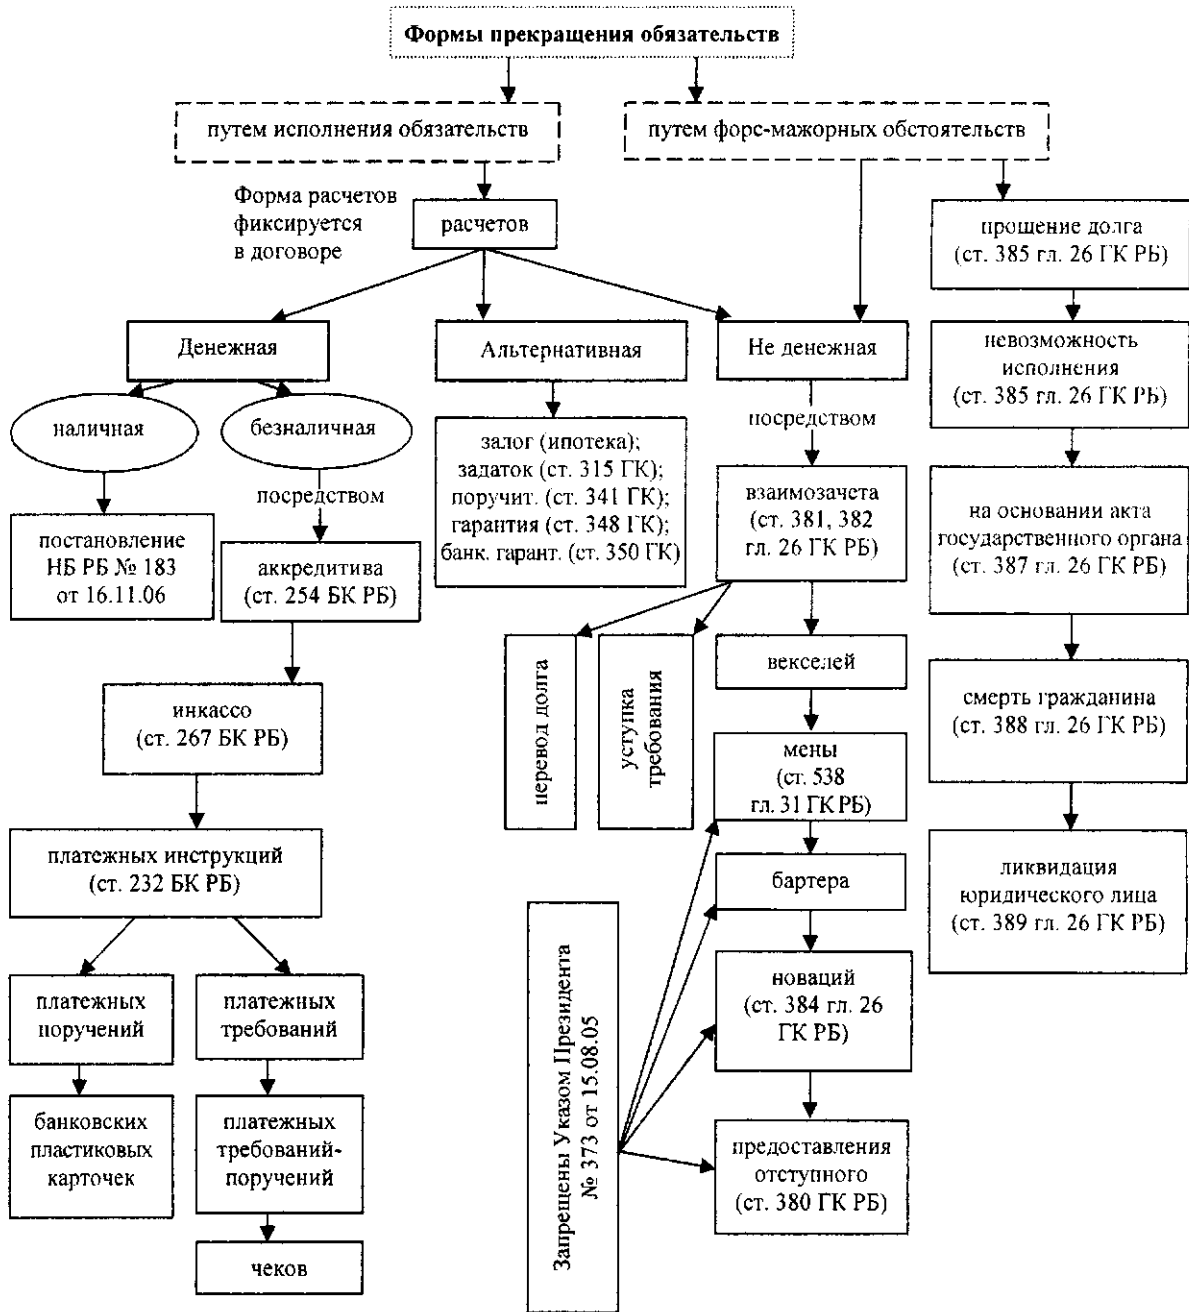 Формы прекращения обязательств
путем исполнения обязательств
путем форс-мажорных обстоятельств
Форма расчетов
фиксируется
в договоре
расчетов
Денежная
Альтернативная
Не денежная
наличная
безналичная
посредством
постановление
НБ РБ № 183
от 16.11.06
аккредитива
(ст. 254 БК РБ)
инкассо
(ст. 267 БК РБ)
платежных инструкций
(ст. 232 БК РБ)
платежных
поручений
платежных
требований
банковских
пластиковых
карточек
платежных
требований-
поручений
чеков
залог (ипотека);
задаток (ст. 315 ГК);
поручит. (ст. 341 ГК);
гарантия (ст. 348 ГК);
банк. гарант. (ст. 350 ГК)
посредством
взаимозачета
(ст. 381, 382
гл. 26 ГК РБ)
перевод долга
уступка
требования
векселей
мены
(ст. 538
гл. 31 ГК РБ)
бартера
новаций
(ст. 384 гл. 26
ГК РБ)
предоставления
отступного
(ст. 380 ГК РБ)
Запрещены Указом Президента
№ 373 от 15.08.05
прощение долга
(ст. 385 гл. 26 ГК РБ)
невозможность
исполнения
(ст. 385 гл. 26 ГК РБ)
на основании акта
государственного органа
(ст. 387 гл. 26 ГК РБ)
смерть гражданина
(ст. 388 гл. 26 ГК РБ)
ликвидация
юридического лица
(ст. 389 гл. 26 ГК РБ)